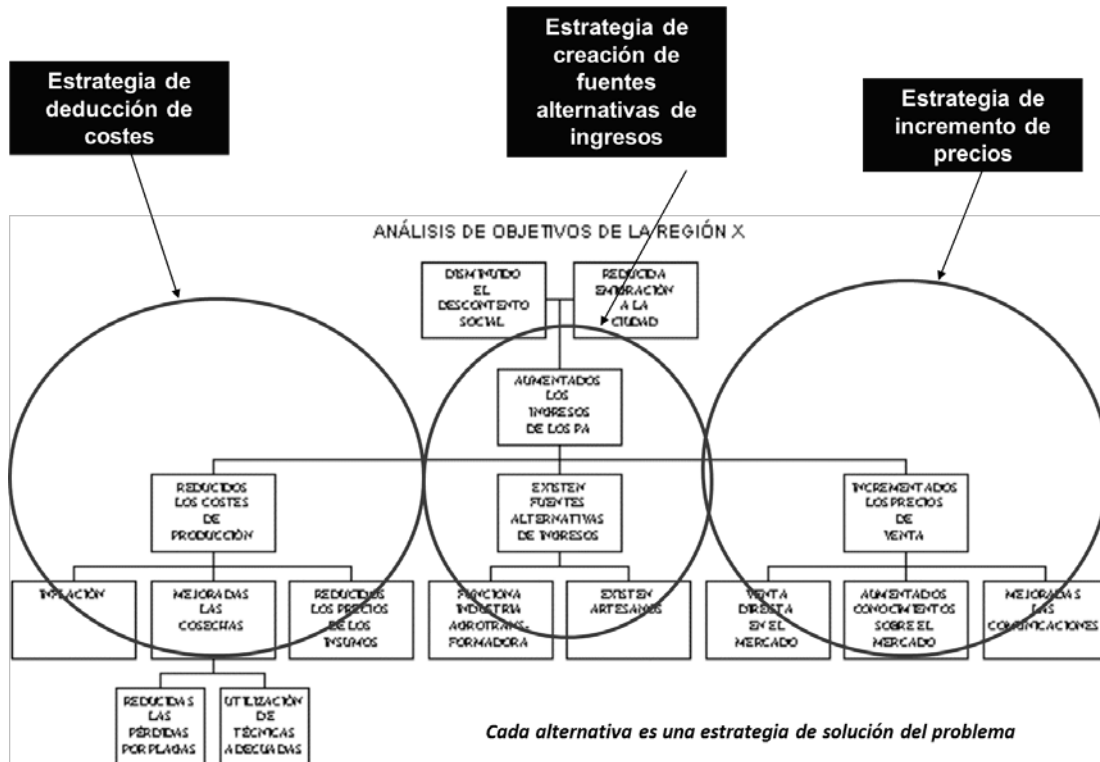 Estrategia de
deducción de
costes
Estrategia de
creación de
fuentes
alternativas de
ingresos
Estrategia de
incremento de
precios
ANÁLISIS DE OBJETIVOS DE LA REGIÓN X
DISMINUIDO
EL
DESCONTENTO
SOCIAL
REDUCIDA
EMIGRACIÓN
A LA
CIUDAD
AUMENTADOS
LOS
INGRESOS
DE LOS PA
REDUCIDOS
LOS COSTES
DE
PRODUCCIÓN
EXISTEN
FUENTES
ALTERNATIVAS
DE INGRESOS
INCREMENTADOS
LOS PRECIOS
DE
VENTA
INFLACIÓN
MEJORADAS
LAS
COSECHAS
REDUCIDOS
LOS PRECIOS
DE LOS
INSUMOS
FUNCIONA
INDUSTRIA
AGROTRANS-
FORMADORA
EXISTEN
ARTESANOS
VENTA
DIRECTA
EN EL
MERCADO
AUMENTADOS
CONOCIMIENTOS
SOBRE EL
MERCADO
MEJORADAS
LAS
COMUNICACIONES
REDUCIDAS
LAS
PÉRDIDAS
POR PLAGAS
UTILIZACIÓN
DE
TÉCNICAS
ADECUADAS
Cada alternativa es una estrategia de solución del problema